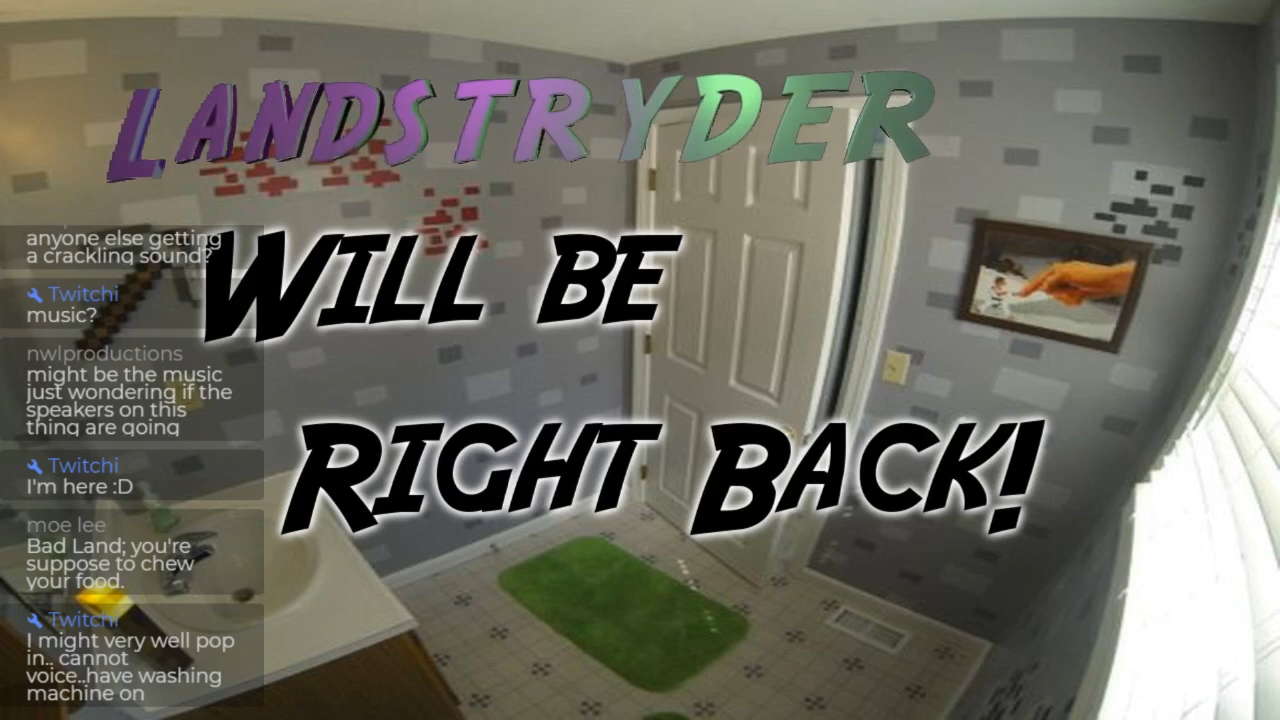 LANDSTRYDER
WILL BE
RIGHT BACK!
anyone else getting
a crackling sound?
Twitchi
music?
nwlproductions
might be the music
just wondering if the
speakers on this
thing are going
Twitchi
I'm here :D
moe lee
Bad Land; you're
suppose to chew
your food.
Twitchi
I might very well pop
in.. cannot
voice..have washing
machine on